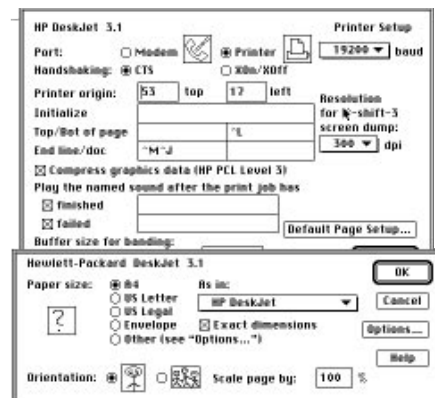 HP DeskJet 3.1 Printer Setup
Port: Modem Printer 19200 baud
Handshaking: CTS XOn/XOff
Printer origin: 53 top 17 left
Resolution
Initialize for -shift-3
Top/Bot of page ^L screen dump:
End line/doc ^M^J 300 dpi
Compress graphics data (HP PCL Level 3)
Play the named sound after the print job has
finished
failed Default Page Setup...
Buffer size for banding:
Hewlett-Packard DeskJet 3.1 OK
Paper size: A4 As in:
US Letter HP DeskJet Cancel
US Legal
? Envelope Exact dimensions Options...
Other (see "Options...")
Help
Orientation: Scale page by: 100 %